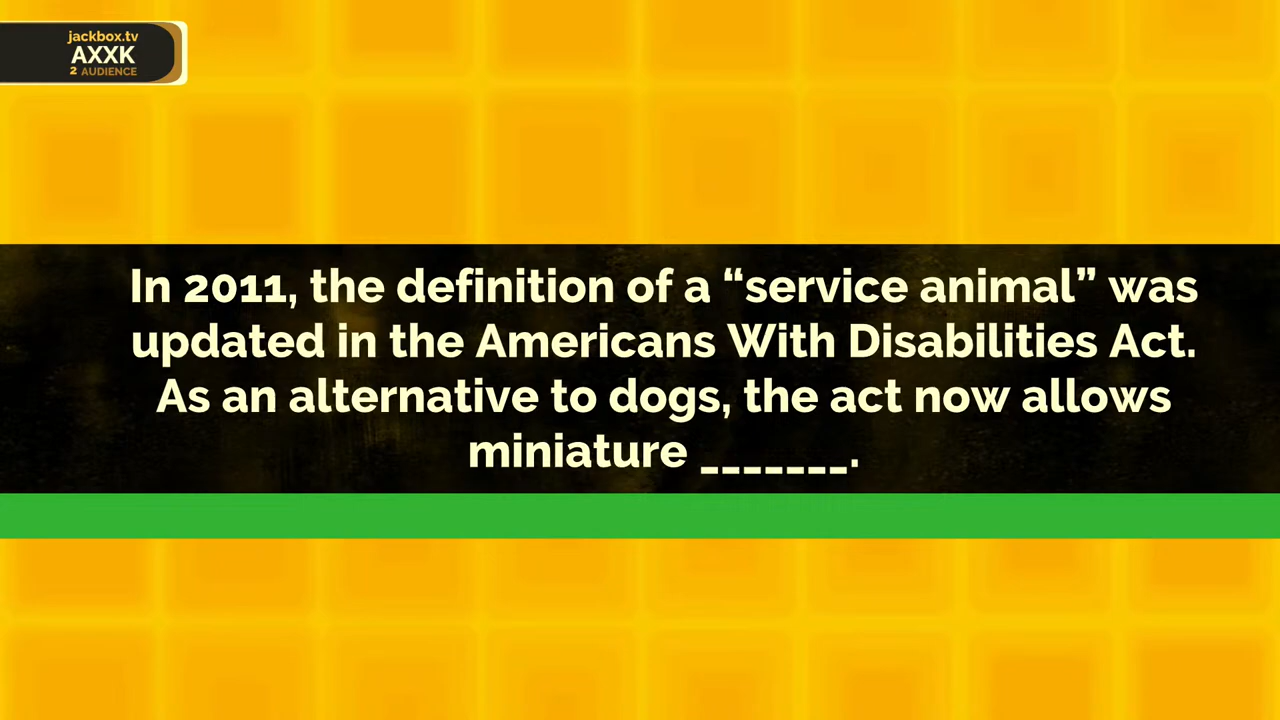 jackbox.tv
AXXK
2 AUDIENCE
In 2011, the definition of a “service animal” was
updated in the Americans With Disabilities Act.
As an alternative to dogs, the act now allows
miniature _______.